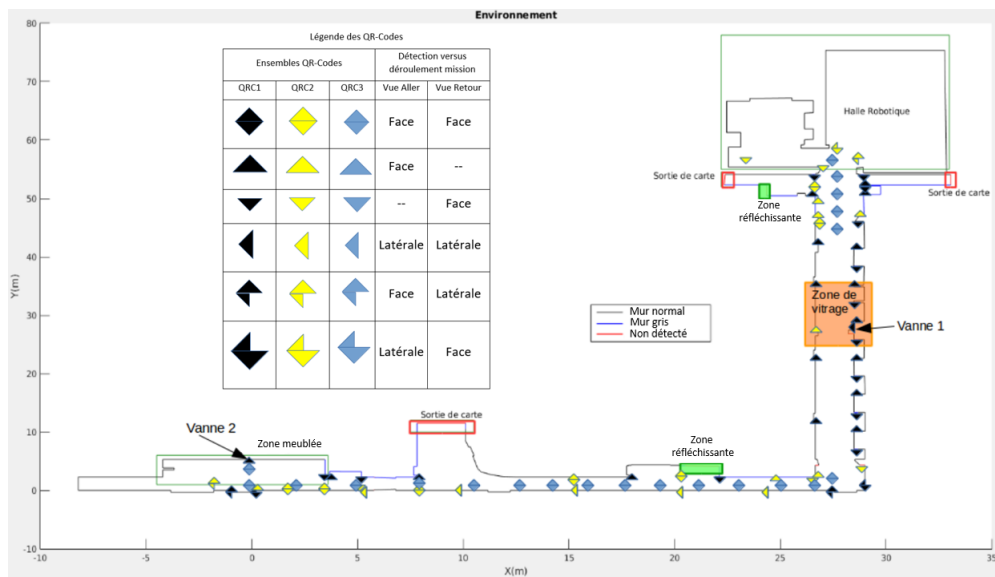 Environnement
Légende des QR-Codes
Ensembles QR-Codes
Détection versus
déroulement mission
QRC1 QRC2 QRC3 Vue Aller Vue Retour
Face Face
Face --
-- Face
Latérale Latérale
Face Latérale
Latérale Face
Halle Robotique
Sortie de carte
Sortie de carte
Zone
réfléchissante
Zone de
vitrage
Vanne 1
Mur normal
Mur gris
Non détecté
Sortie de carte
Vanne 2
Zone meublée
Zone
réfléchissante
Y(m)
80
70
60
50
40
30
20
10
0
-10
-10 -5 0 5 10 15 20 25 30 35
X(m)